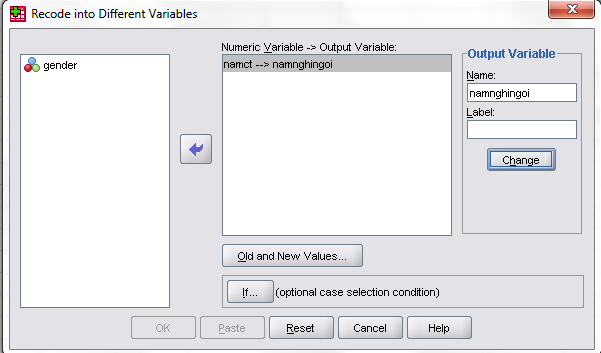 Recode into Different Variables
gender
Numeric Variable -> Output Variable:
namct --> namnghingoi
Output Variable
Name:
namnghingoi
Label:
Change
Old and New Values...
If... (optional case selection condition)
OK Paste Reset Cancel Help